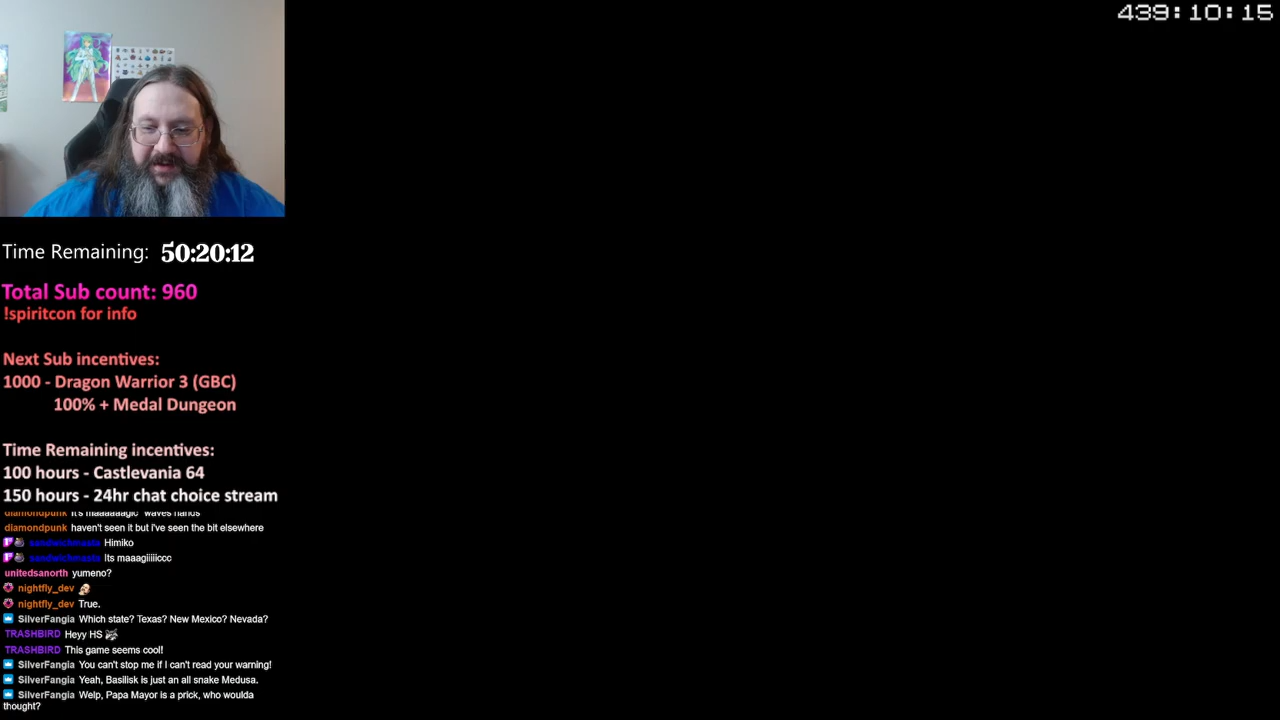 439:10:15
Time Remaining: 50:20:12
Total Sub count: 960
!spiritcon for info
Next Sub incentives:
1000 - Dragon Warrior 3 (GBC)
100% + Medal Dungeon
Time Remaining incentives:
100 hours - Castlevania 64
150 hours - 24hr chat choice stream
diamondpunk It's maaaaaagic *waves hands*
diamondpunk haven't seen it but i've seen the bit elsewhere
Himiko
Its maaagiiiiiccc
unitedsanorth yumeno?
nightfly_dev
nightfly_dev True.
SilverFangia Which state? Texas? New Mexico? Nevada?
TRASHBIRD Heyy HS
TRASHBIRD This game seems cool!
SilverFangia You can't stop me if I can't read your warning!
SilverFangia Yeah, Basilisk is just an all snake Medusa.
SilverFangia Welp, Papa Mayor is a prick, who woulda
thought?